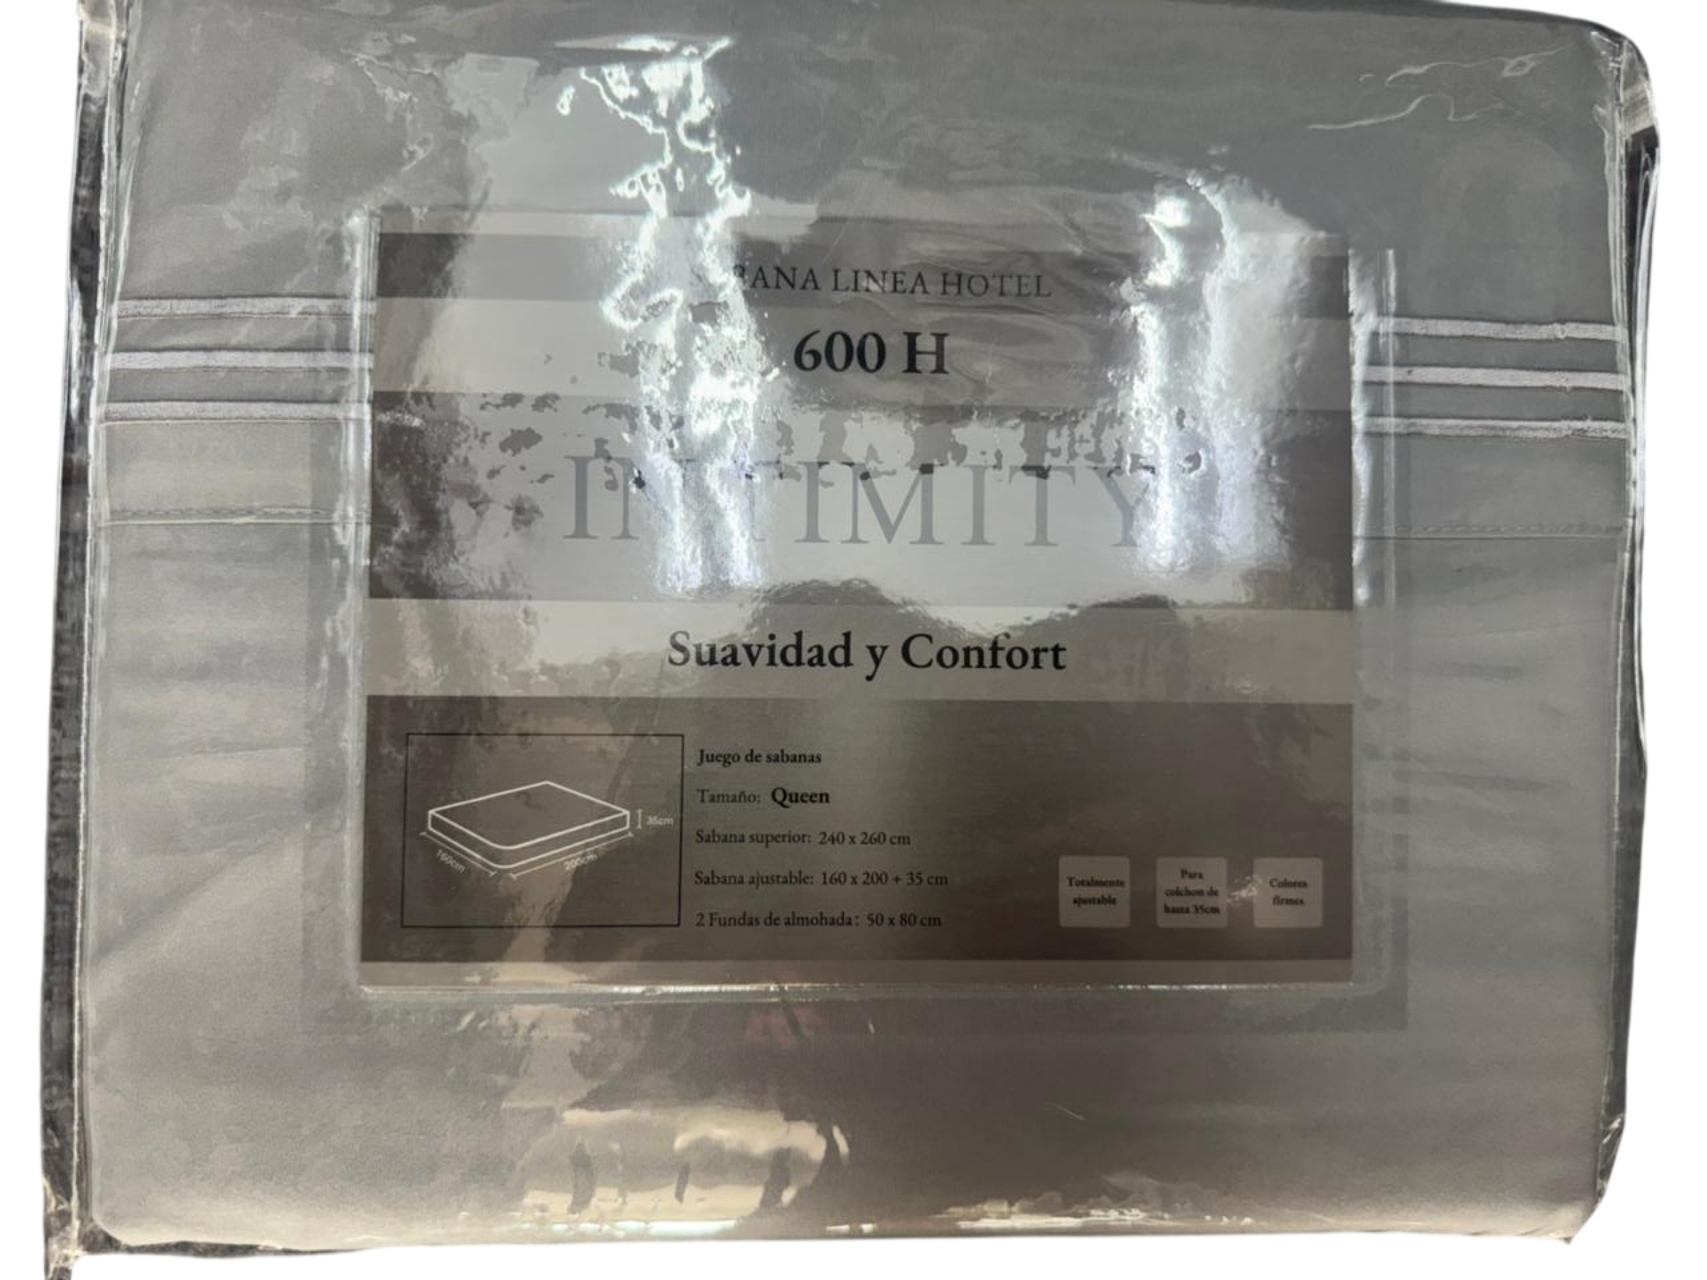 LINEA HOTEL
600 H
INTIMITY
Suavidad y Confort
Juego de sabanas
Tamaño: Queen
Sabana superior: 240 x 260 cm
Sabana ajustable: 160 x 200 + 35 cm
2 Fundas de almohada: 50 x 80 cm
35cm
160cm
200cm
Totalmente
ajustable
Para
colchon de
hasta 35cm
Colores
firmes